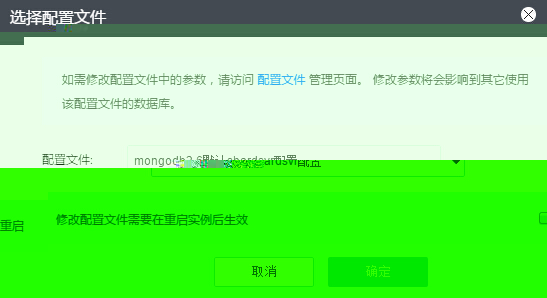 选择配置文件
如需修改配置文件中的参数，请访问 配置文件 管理页面。 修改参数将会影响到其它使用
该配置文件的数据库。
配置文件:
重启
修改配置文件需要在重启实例后生效
取消 确定